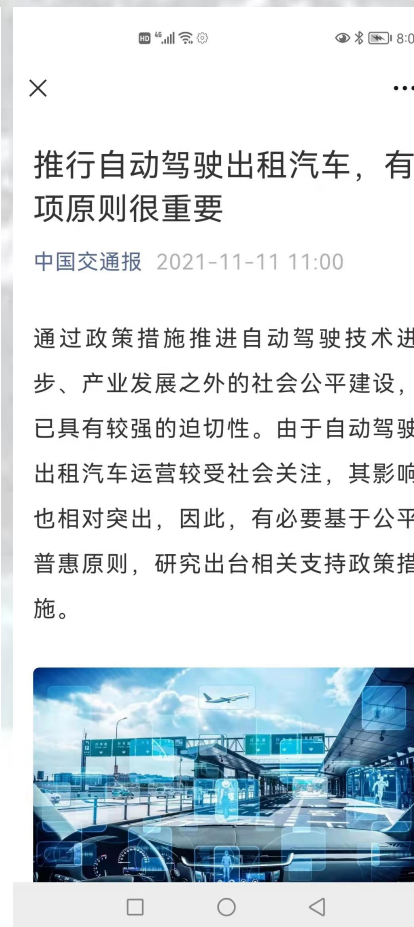 HD 4G 8:0
推行自动驾驶出租汽车，有
项原则很重要
中国交通报 2021-11-11 11:00
通过政策措施推进自动驾驶技术进
步、产业发展之外的社会公平建设，
已具有较强的迫切性。由于自动驾驶
出租汽车运营较受社会关注，其影响
也相对突出，因此，有必要基于公平
普惠原则，研究出台相关支持政策措
施。